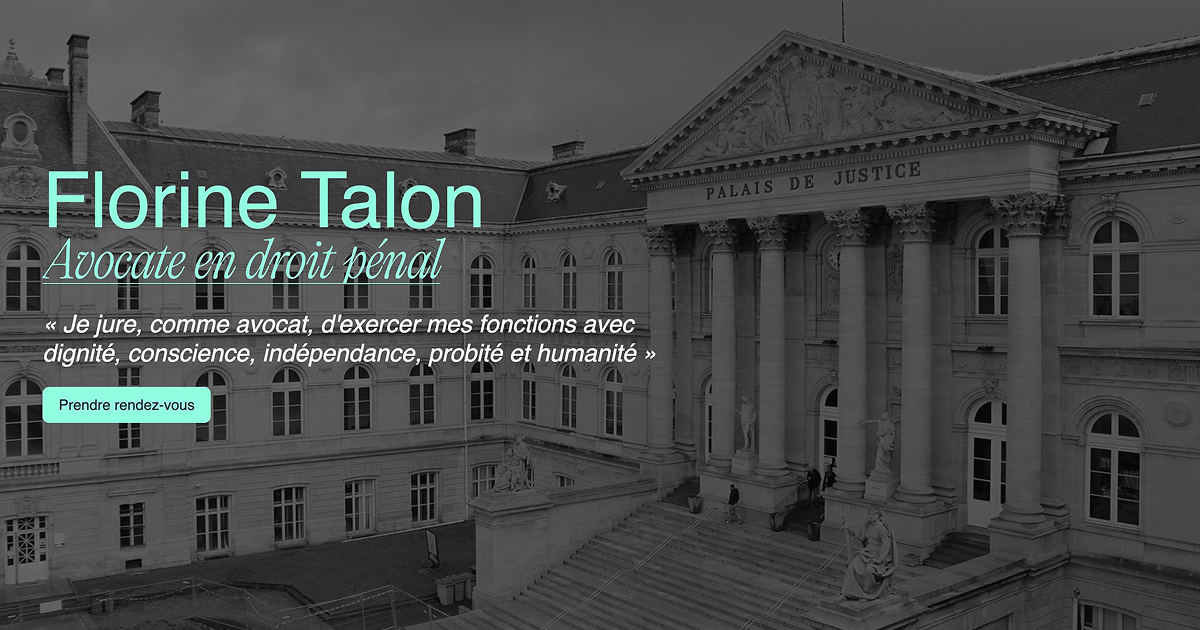 PALAIS DE JUSTICE
Florine Talon
Avocate en droit pénal
« Je jure, comme avocat, d'exercer mes fonctions avec
dignité, conscience, indépendance, probité et humanité »
Prendre rendez-vous